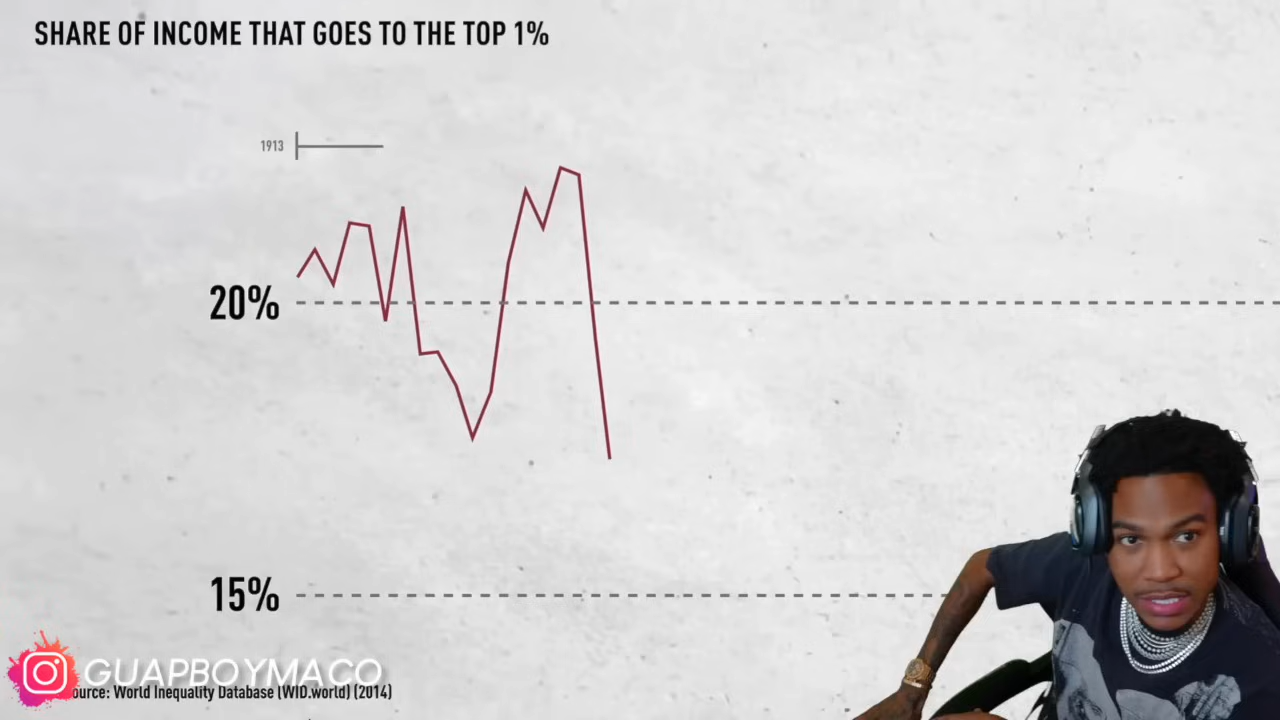 SHARE OF INCOME THAT GOES TO THE TOP 1%
1913
20%
15%
GUAPBOYMACO
ource: World Inequality Database (WID.world) (2014)